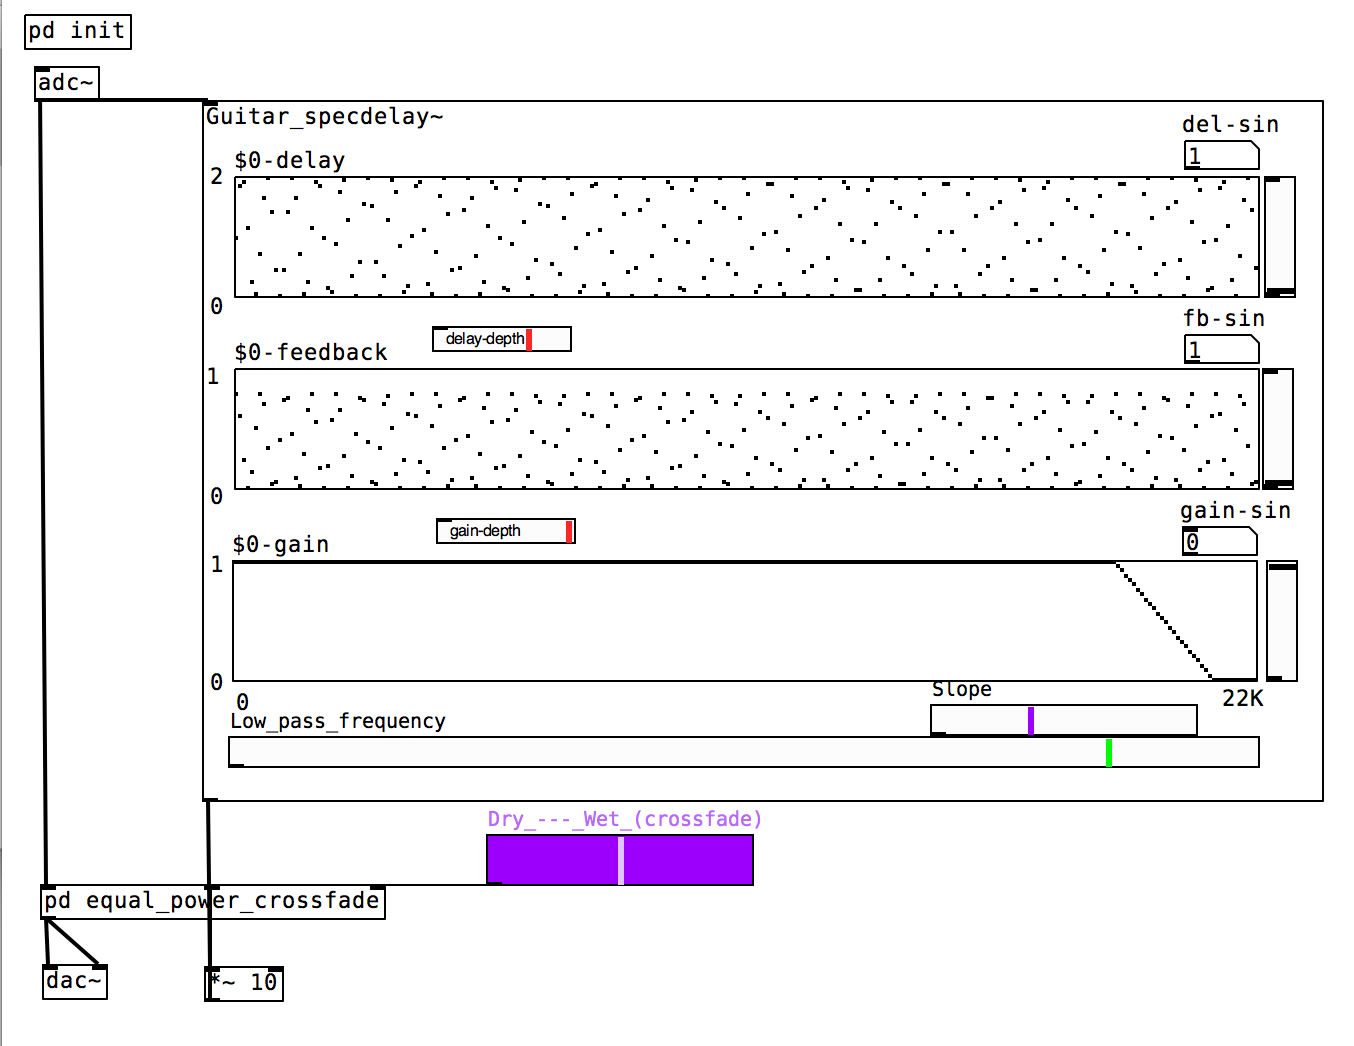 pd init
adc~
Guitar_specdelay~
del-sin
1
$0-delay
2
0
delay-depth
fb-sin
1
$0-feedback
1
0
gain-depth
gain-sin
0
$0-gain
1
0
0
22K
Slope
Low_pass_frequency
Dry_---_Wet_(crossfade)
pd equal_power_crossfade
dac~
*~ 10